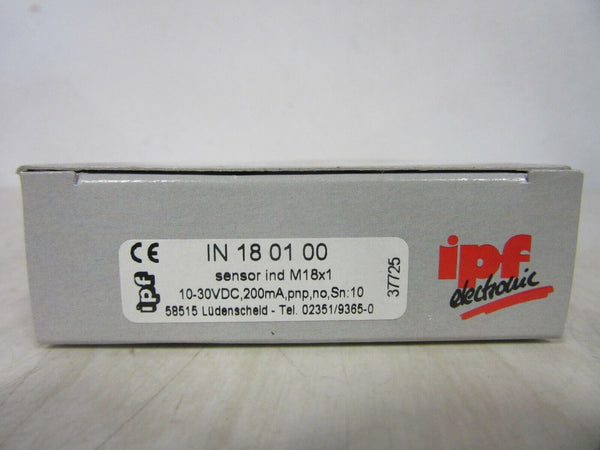 CE
IN 18 01 00
sensor ind M18x1
10-30VDC,200mA,pnp,no,Sn:10
58515 Lüdenscheid - Tel. 02351/9365-0
ipf
37725
ipf
electronic